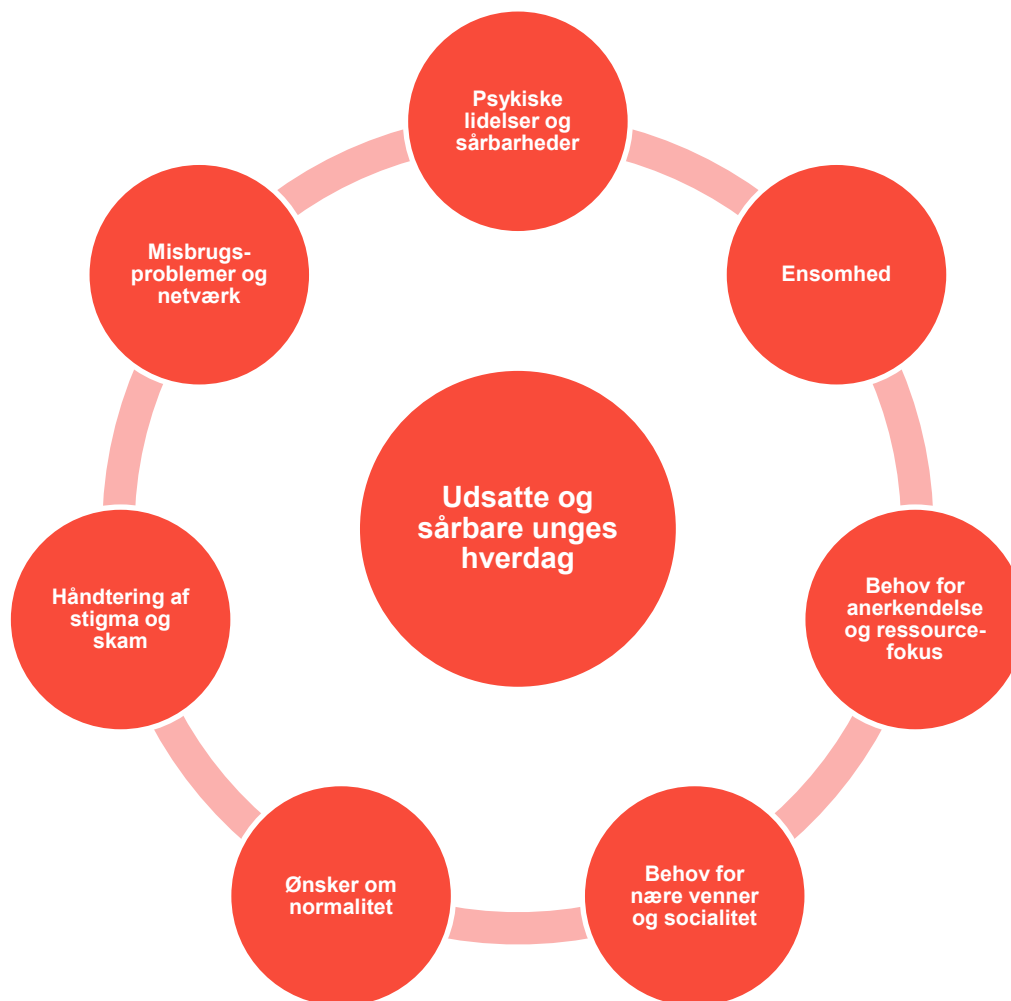 Psykiske
lidelser og
sårbarheder
Ensomhed
Behov for
anerkendelse
og ressource-
fokus
Behov for
nære venner
og socialitet
Ønsker om
normalitet
Håndtering af
stigma og
skam
Misbrugs-
problemer og
netværk
Udsatte og
sårbare unges
hverdag